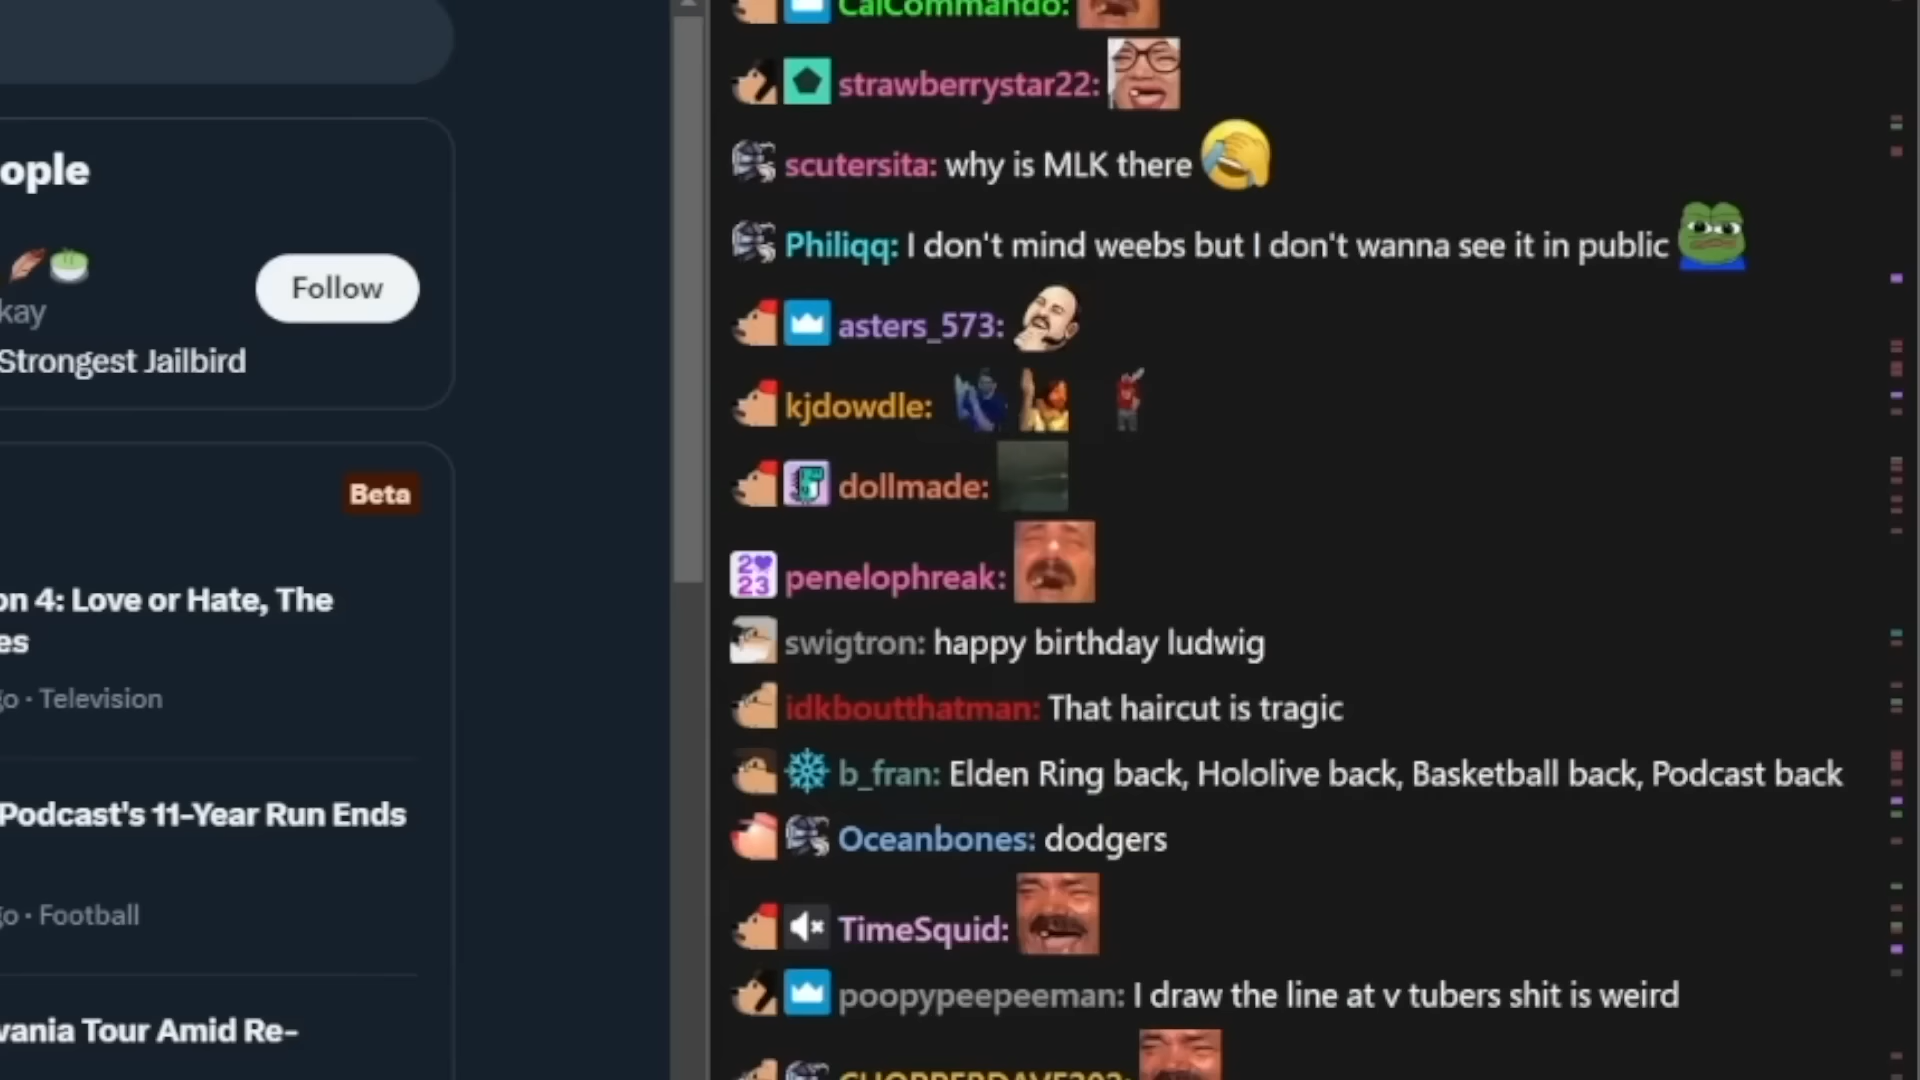 ople
kay
Follow
Strongest Jailbird
Beta
on 4: Love or Hate, The
es
go · Television
Podcast's 11-Year Run Ends
go · Football
vania Tour Amid Re-
CalCommando:
strawberrystar22:
scutersita: why is MLK there
Philiqq: I don't mind weebs but I don't wanna see it in public
asters_573:
kjdowdle:
dollmade:
2♥
23 penelophreak:
swigtron: happy birthday ludwig
idkboutthatman: That haircut is tragic
b_fran: Elden Ring back, Hololive back, Basketball back, Podcast back
Oceanbones: dodgers
TimeSquid:
poopypeepeeman: I draw the line at v tubers shit is weird